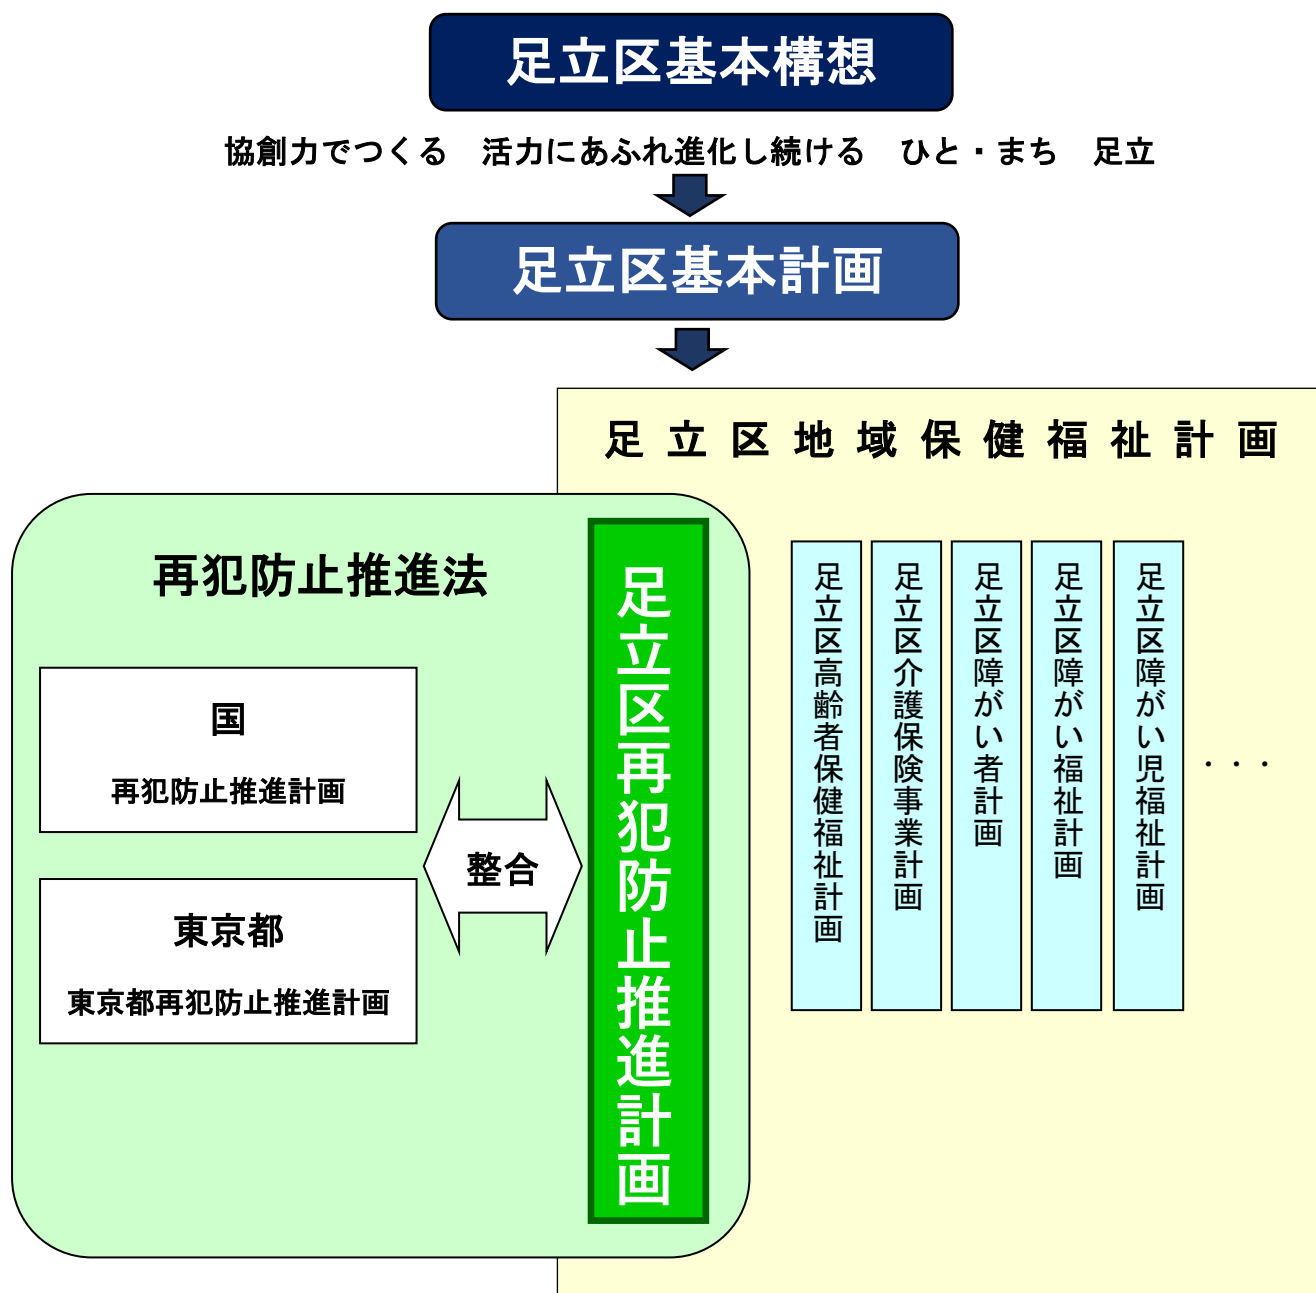 足立区基本構想
協創力でつくる　活力にあふれ進化し続ける　ひと・まち　足立
足立区基本計画
足立区地域保健福祉計画
再犯防止推進法
国
再犯防止推進計画
整合
東京都
東京都再犯防止推進計画
足立区再犯防止推進計画
足立区高齢者保健福祉計画
足立区介護保険事業計画
足立区障がい者計画
足立区障がい福祉計画
足立区障がい児福祉計画
・・・